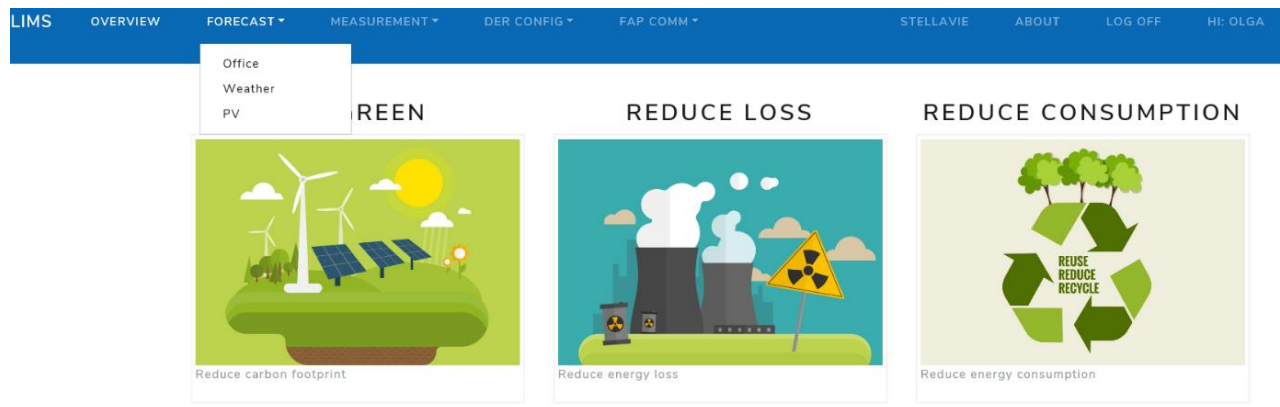 LIMS OVERVIEW FORECAST MEASUREMENT DER CONFIG FAP COMM STELLAVIE ABOUT LOG OFF HI: OLGA
Office
Weather
PV
GREEN REDUCE LOSS REDUCE CONSUMPTION
REUSE
REDUCE
RECYCLE
Reduce carbon footprint Reduce energy loss Reduce energy consumption